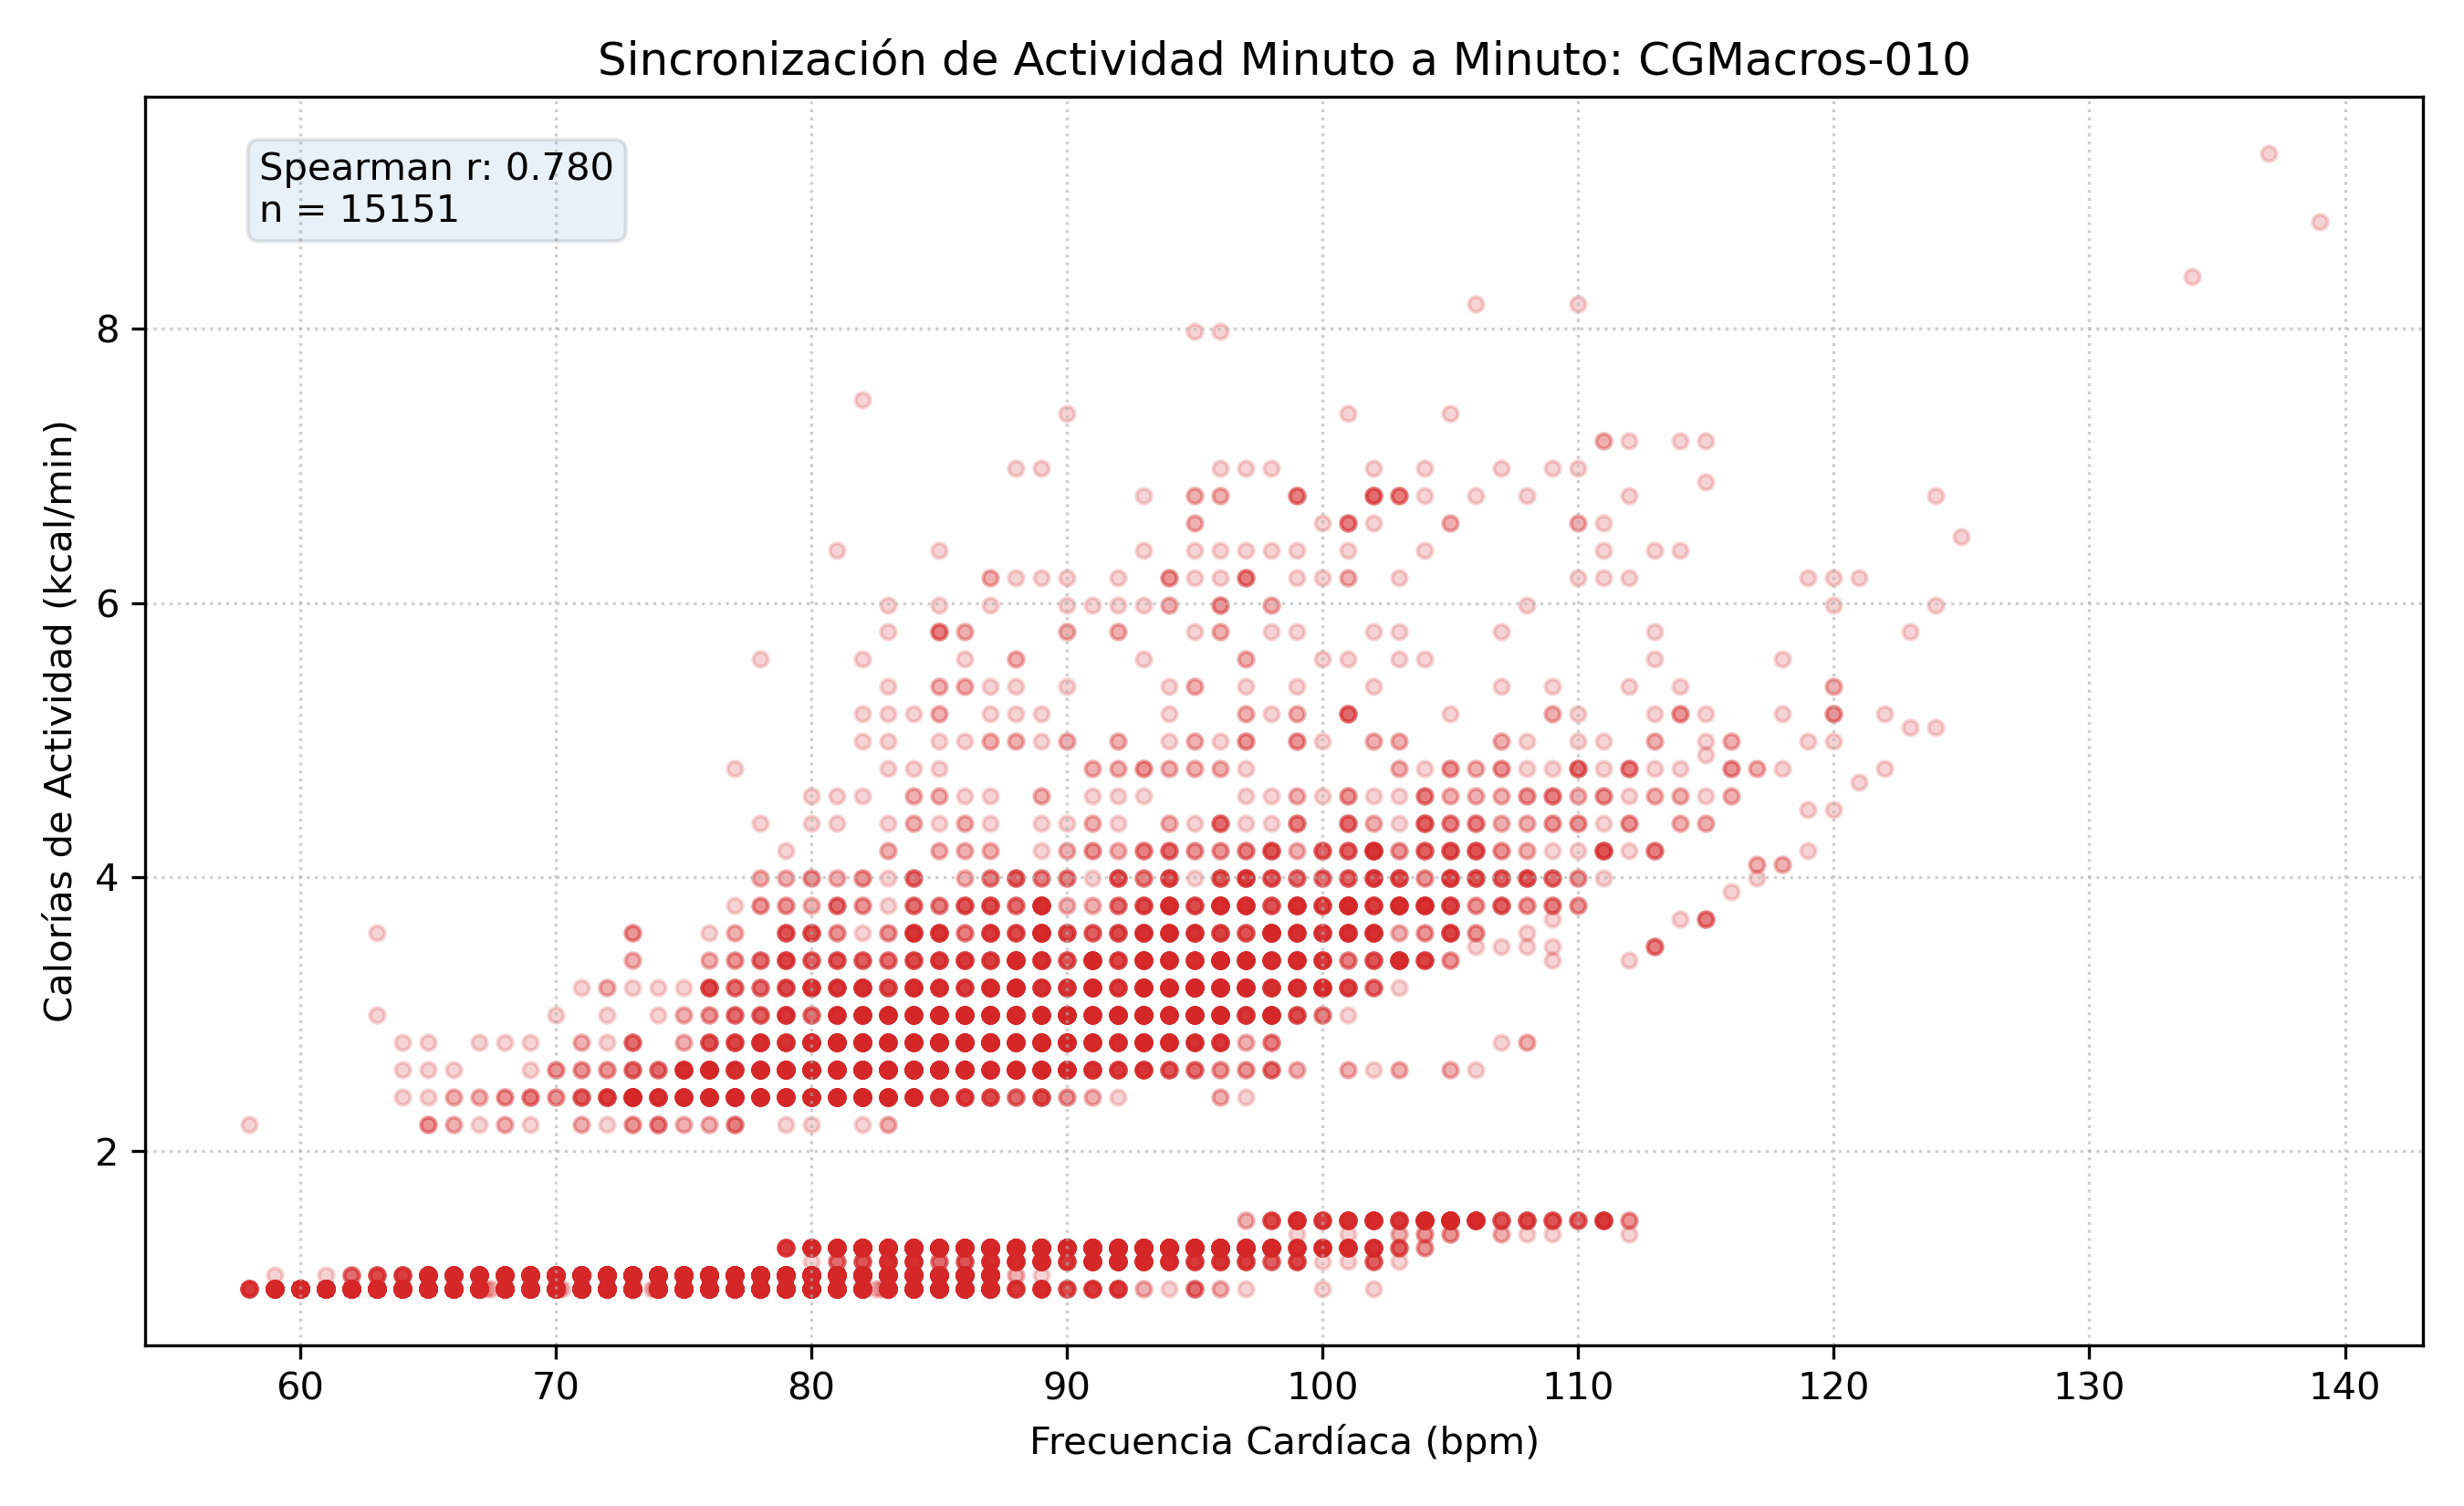 Sincronización de Actividad Minuto a Minuto: CGMacros-010
Spearman r: 0.780
n = 15151
Calorías de Actividad (kcal/min)
8
6
4
2
60 70 80 90 100 110 120 130 140
Frecuencia Cardíaca (bpm)